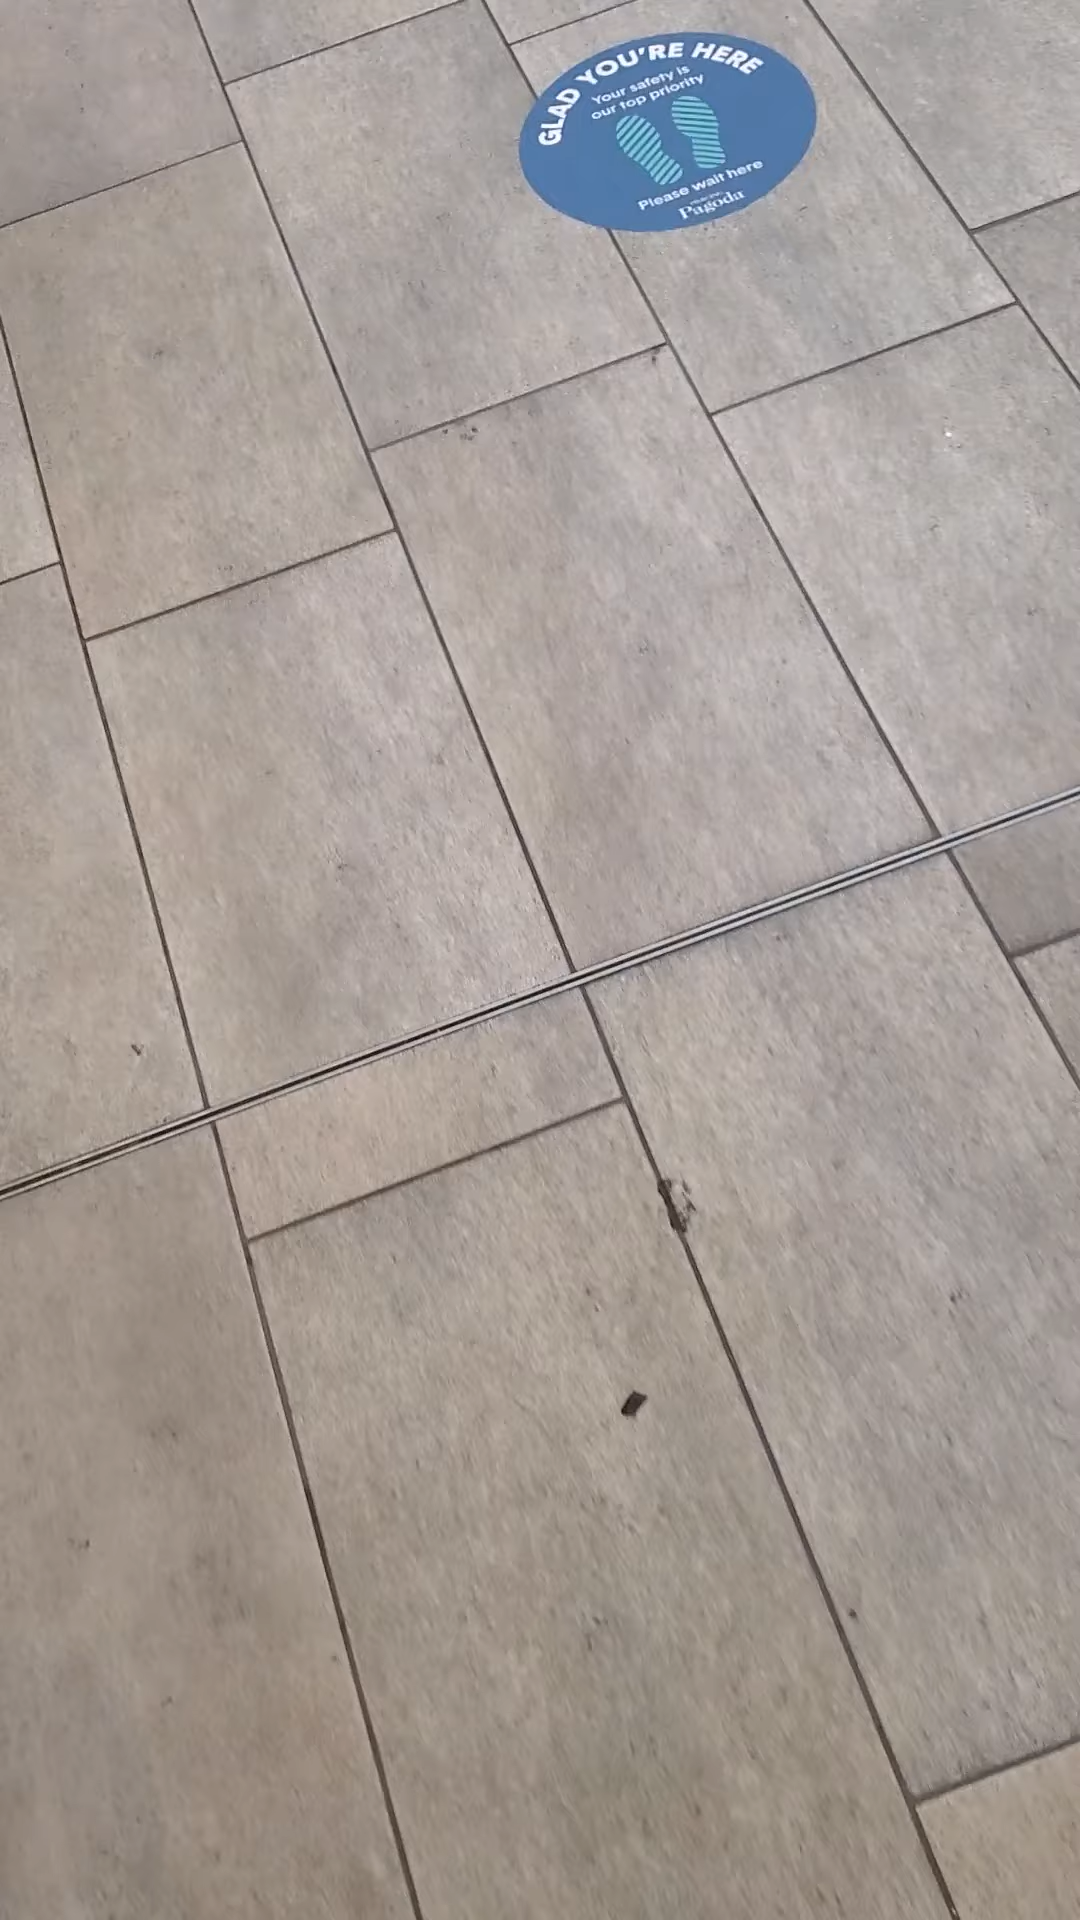 GLAD YOU'RE HERE
Your safety is
our top priority
Please wait here
Pagoda